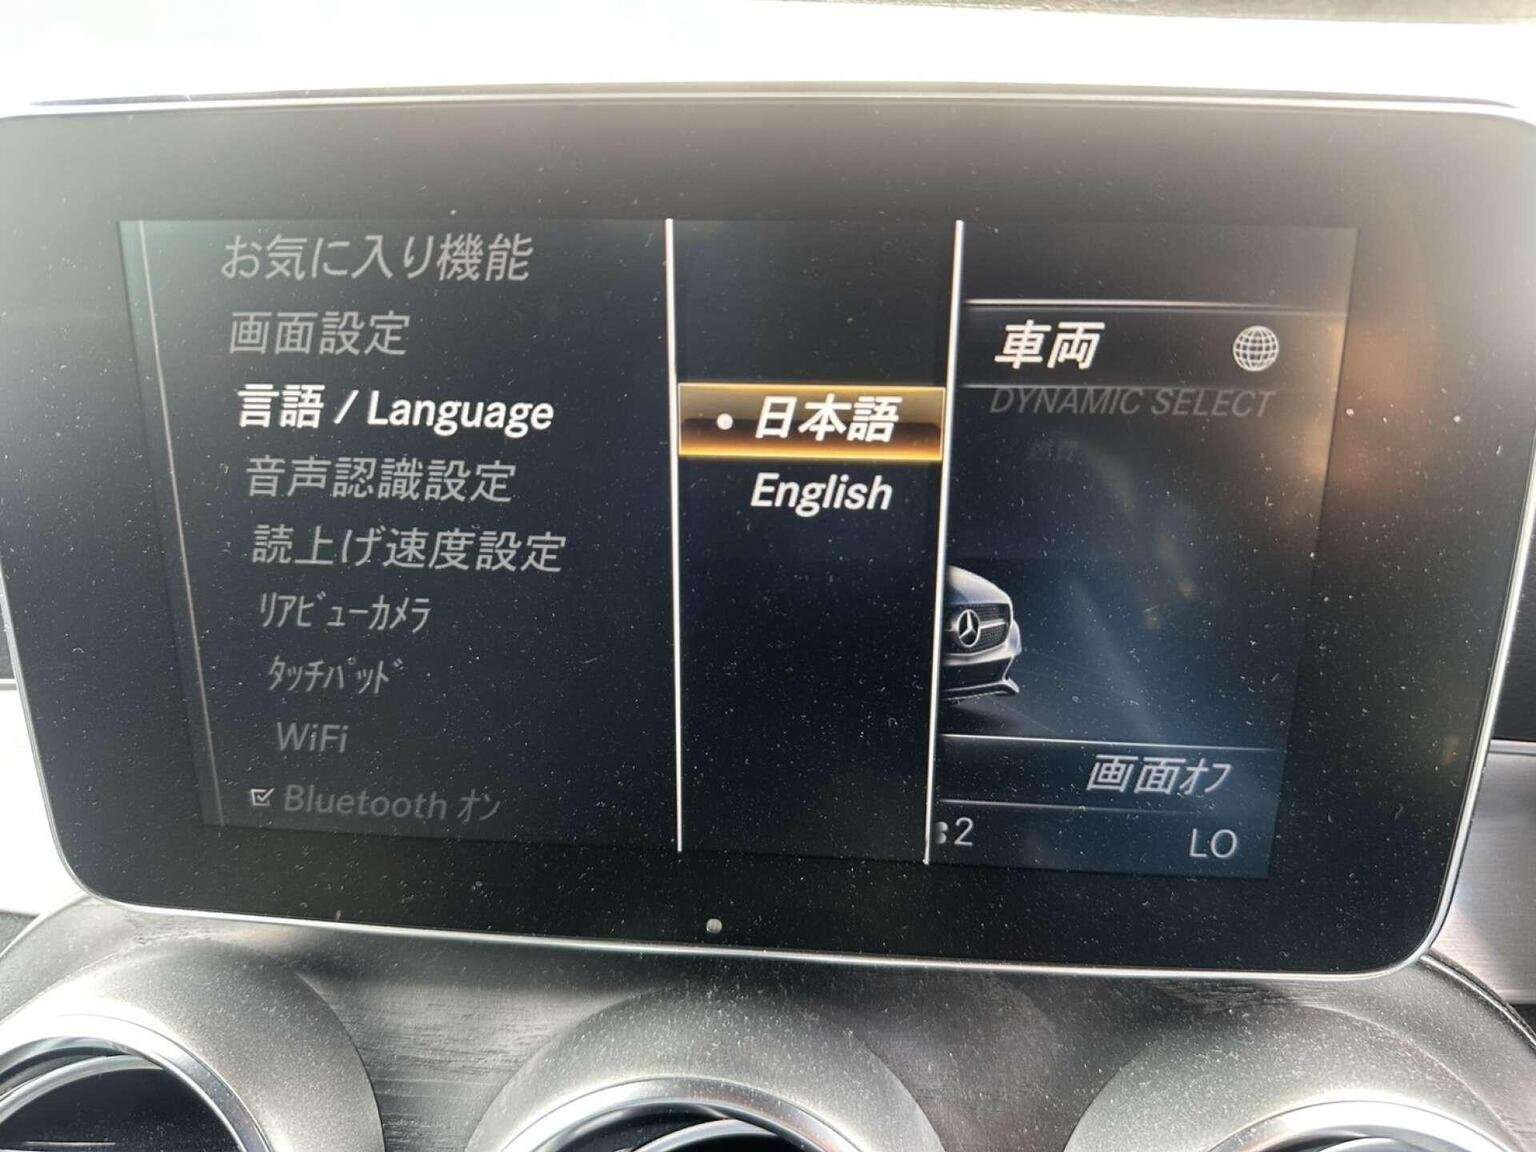 お気に入り機能
画面設定
言語 / Language
音声認識設定
読上げ速度設定
ﾘｱﾋﾞｭｰｶﾒﾗ
ﾀｯﾁﾊﾟｯﾄﾞ
WiFi
Bluetooth ｵﾝ
日本語
English
車両
DYNAMIC SELECT
画面ｵﾌ
2
LO